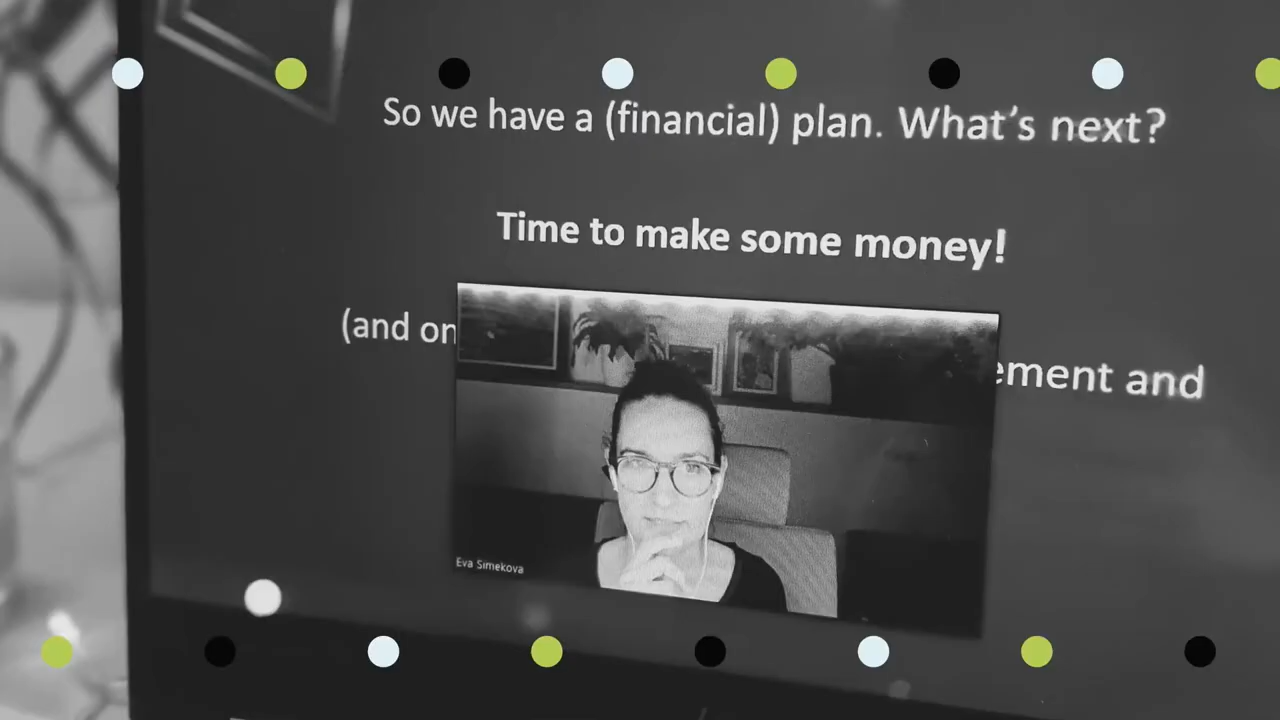 So we have a (financial) plan. What's next?
Time to make some money!
(and on ement and
Eva Simekova